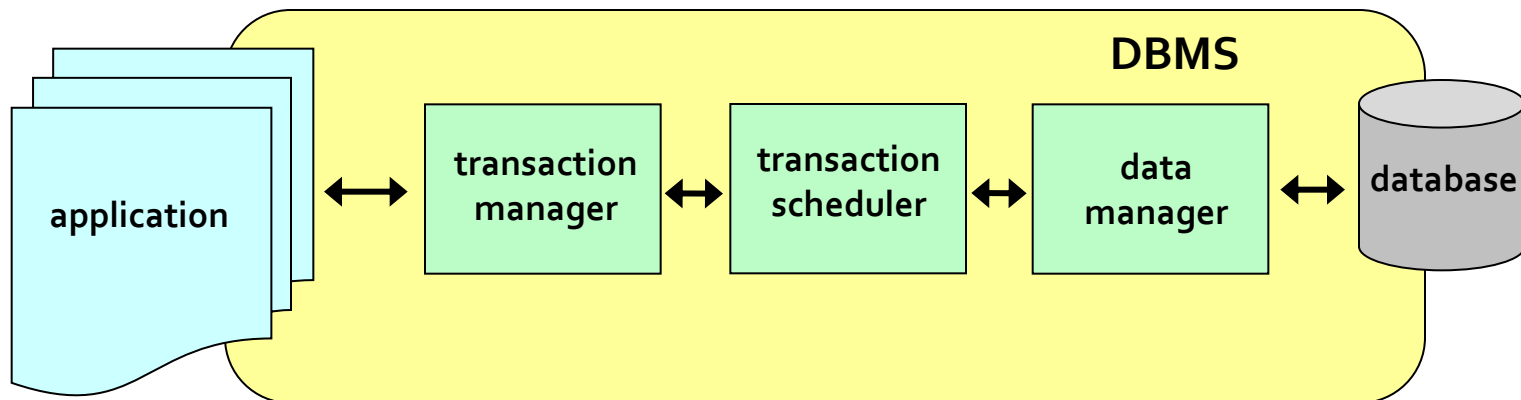 DBMS
application
transaction
manager
transaction
scheduler
data
manager
database